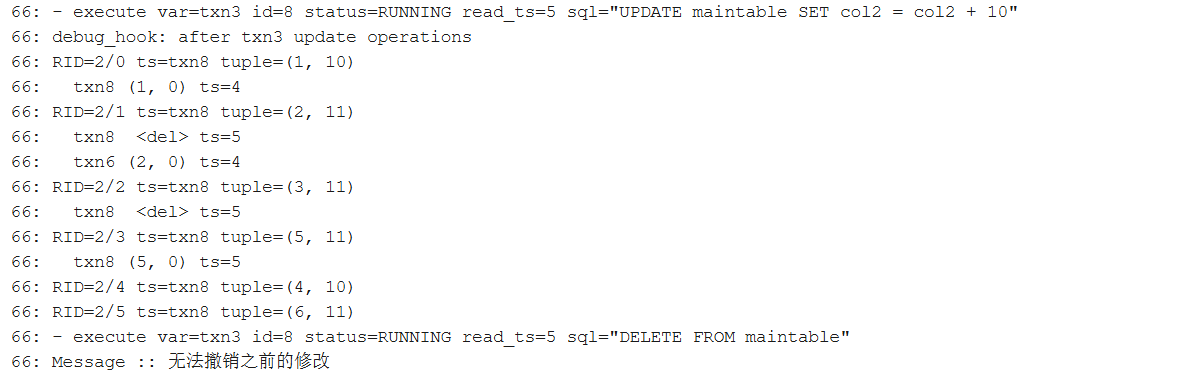 66: - execute var=txn3 id=8 status=RUNNING read_ts=5 sql="UPDATE maintable SET col2 = col2 + 10"
66: debug_hook: after txn3 update operations
66: RID=2/0 ts=txn8 tuple=(1, 10)
66:   txn8 (1, 0) ts=4
66: RID=2/1 ts=txn8 tuple=(2, 11)
66:   txn8  <del> ts=5
66:   txn6 (2, 0) ts=4
66: RID=2/2 ts=txn8 tuple=(3, 11)
66:   txn8  <del> ts=5
66: RID=2/3 ts=txn8 tuple=(5, 11)
66:   txn8 (5, 0) ts=5
66: RID=2/4 ts=txn8 tuple=(4, 10)
66: RID=2/5 ts=txn8 tuple=(6, 11)
66: - execute var=txn3 id=8 status=RUNNING read_ts=5 sql="DELETE FROM maintable"
66: Message :: 无法撤销之前的修改